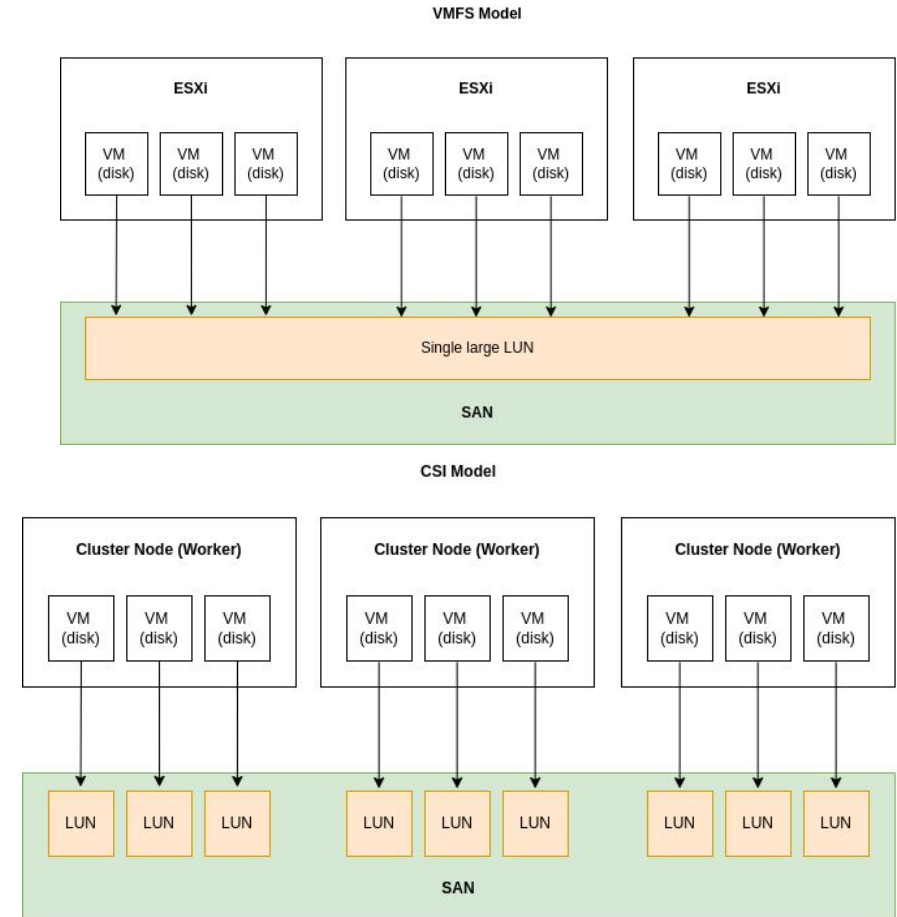 VMFS Model
ESXi
ESXi
ESXi
VM
(disk)
VM
(disk)
VM
(disk)
VM
(disk)
VM
(disk)
VM
(disk)
VM
(disk)
VM
(disk)
VM
(disk)
Single large LUN
SAN
CSI Model
Cluster Node (Worker)
Cluster Node (Worker)
Cluster Node (Worker)
VM
(disk)
VM
(disk)
VM
(disk)
VM
(disk)
VM
(disk)
VM
(disk)
VM
(disk)
VM
(disk)
VM
(disk)
LUN
LUN
LUN
LUN
LUN
LUN
LUN
LUN
LUN
SAN